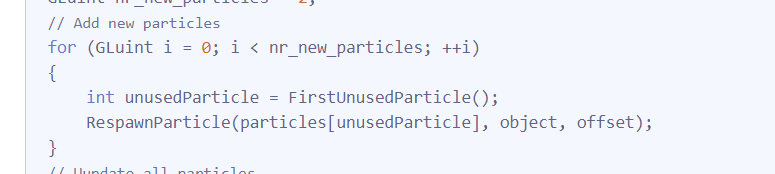 GLuint nr_new_particles = 2;
// Add new particles
for (GLuint i = 0; i < nr_new_particles; ++i)
{
    int unusedParticle = FirstUnusedParticle();
    RespawnParticle(particles[unusedParticle], object, offset);
}
// Uupdate all particles